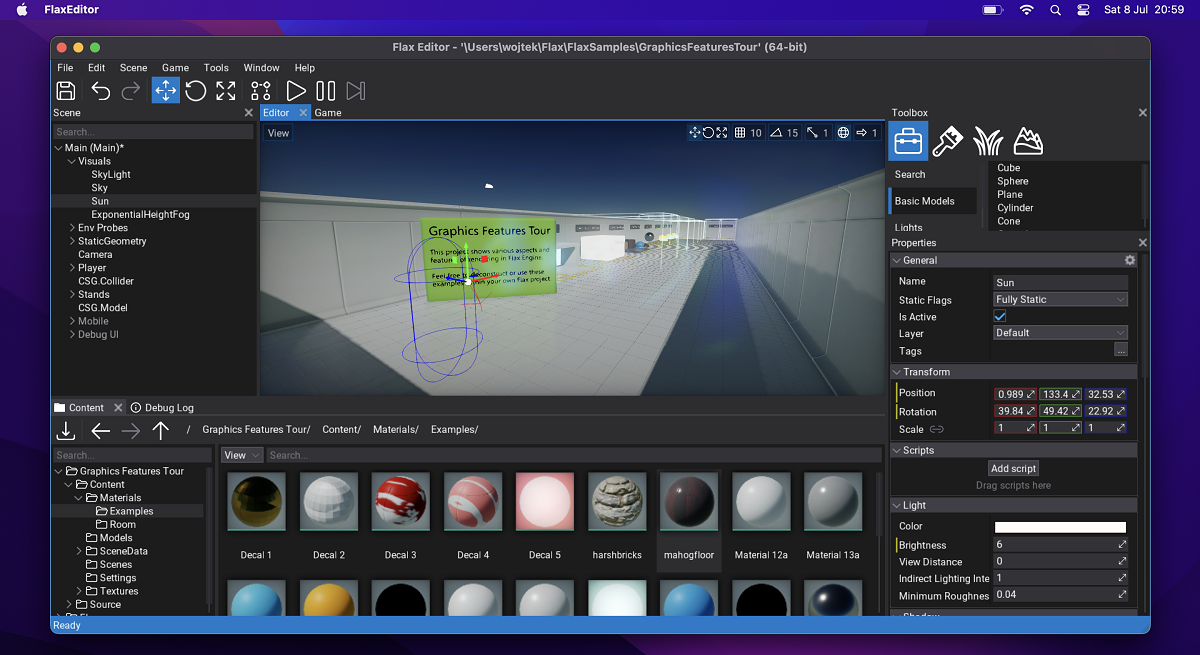 FlaxEditor
Sat 8 Jul 20:59
Flax Editor - '\Users\wojtek\Flax\FlaxSamples\GraphicsFeaturesTour' (64-bit)
File Edit Scene Game Tools Window Help
Scene
Search...
Main (Main)*
Visuals
SkyLight
Sky
Sun
ExponentialHeightFog
Env Probes
StaticGeometry
Camera
Player
CSG.Collider
Stands
CSG.Model
Mobile
Debug UI
Editor
Game
View
10
15
1
1
Graphics Features Tour
This project shows various aspects and
of in Flax Engine.
Feel free deconstruct or use these
your own Flax project
Toolbox
Search
Basic Models
Lights
Cube
Sphere
Plane
Cylinder
Cone
Properties
General
Name Sun
Static Flags Fully Static
Is Active
Layer Default
Tags ...
Transform
Position 0.989 133.4 32.53
Rotation 39.84 49.42 22.92
Scale 1 1 1
Scripts
Add script
Drag scripts here
Light
Color
Brightness 6
View Distance 0
Indirect Lighting Inte 1
Minimum Roughnes 0.04
Shadow
Content
Debug Log
/ Graphics Features Tour/ Content/ Materials/ Examples/
Search...
Graphics Features Tour
Content
Materials
Examples
Room
Models
SceneData
Scenes
Settings
Textures
Source
View
Search...
Decal 1
Decal 2
Decal 3
Decal 4
Decal 5
harshbricks
mahogfloor
Material 12a
Material 13a
Ready